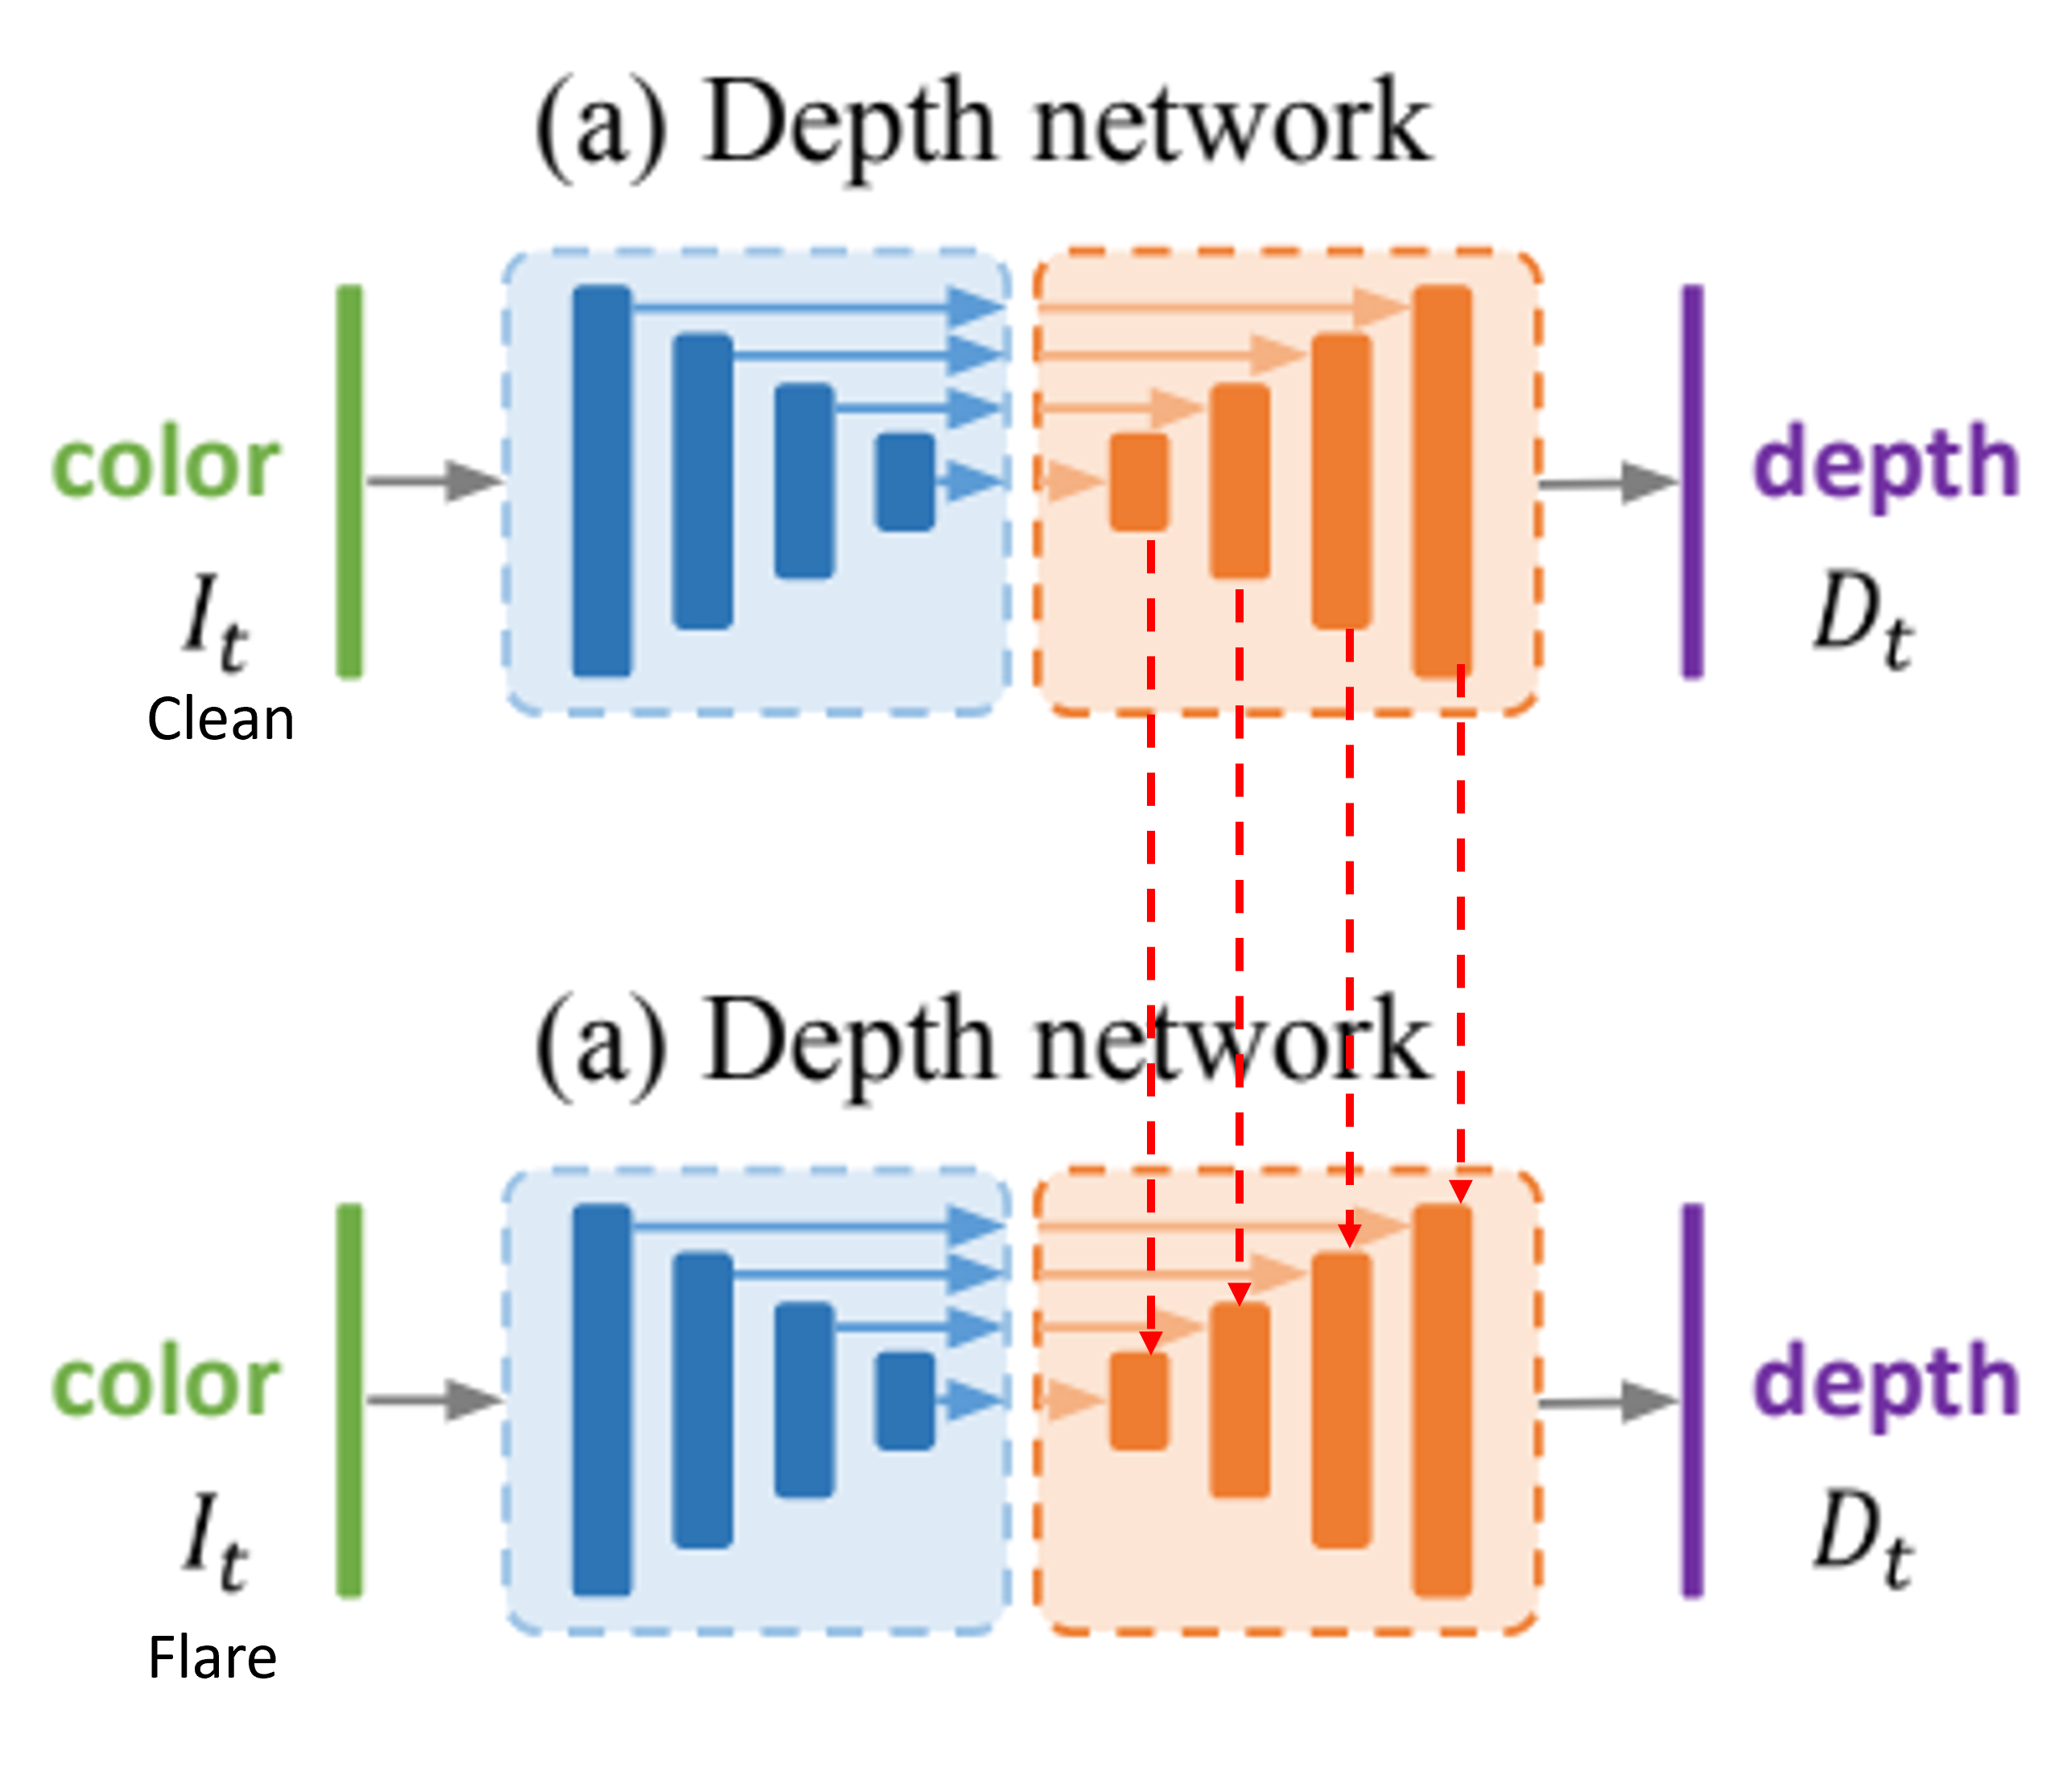 (a) Depth network
color
depth
I_t
D_t
Clean
(a) Depth network
color
depth
I_t
D_t
Flare